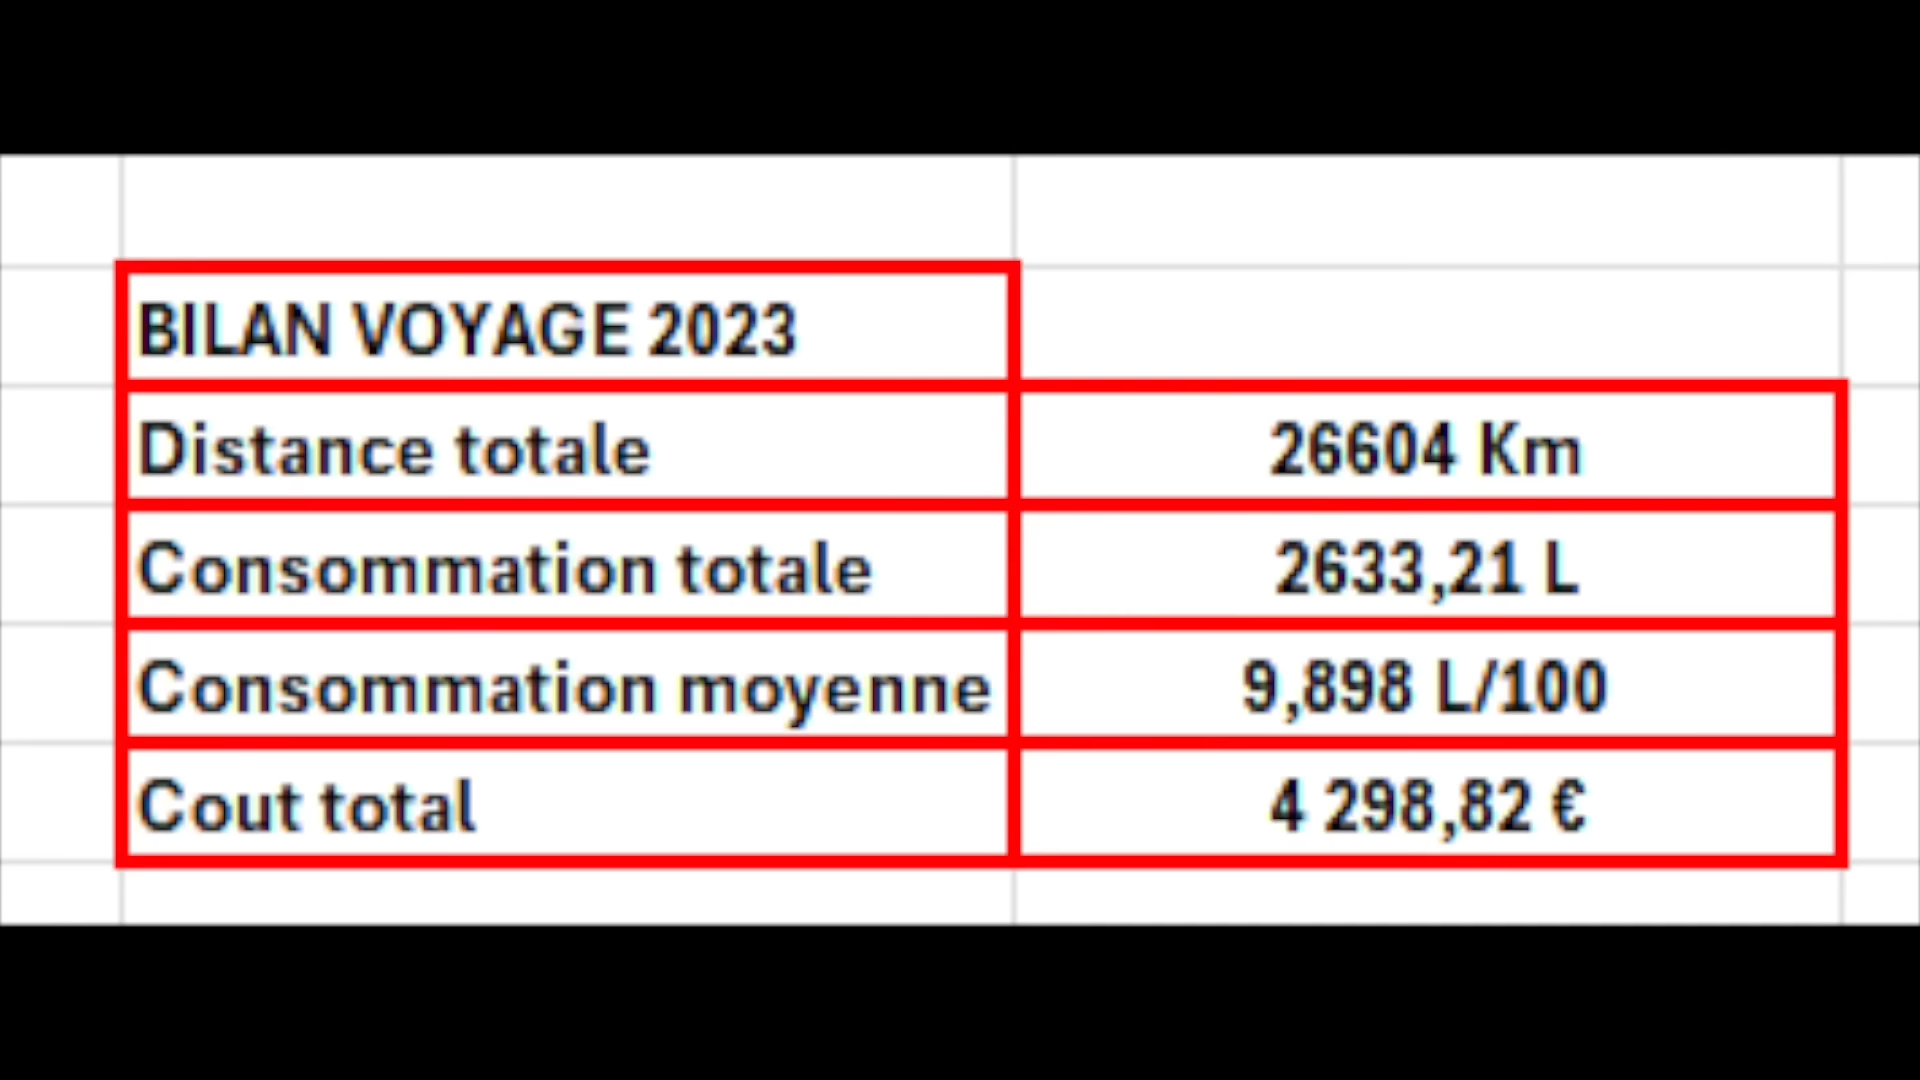 BILAN VOYAGE 2023
Distance totale 26604 Km
Consommation totale 2633,21 L
Consommation moyenne 9,898 L/100
Cout total 4 298,82 €